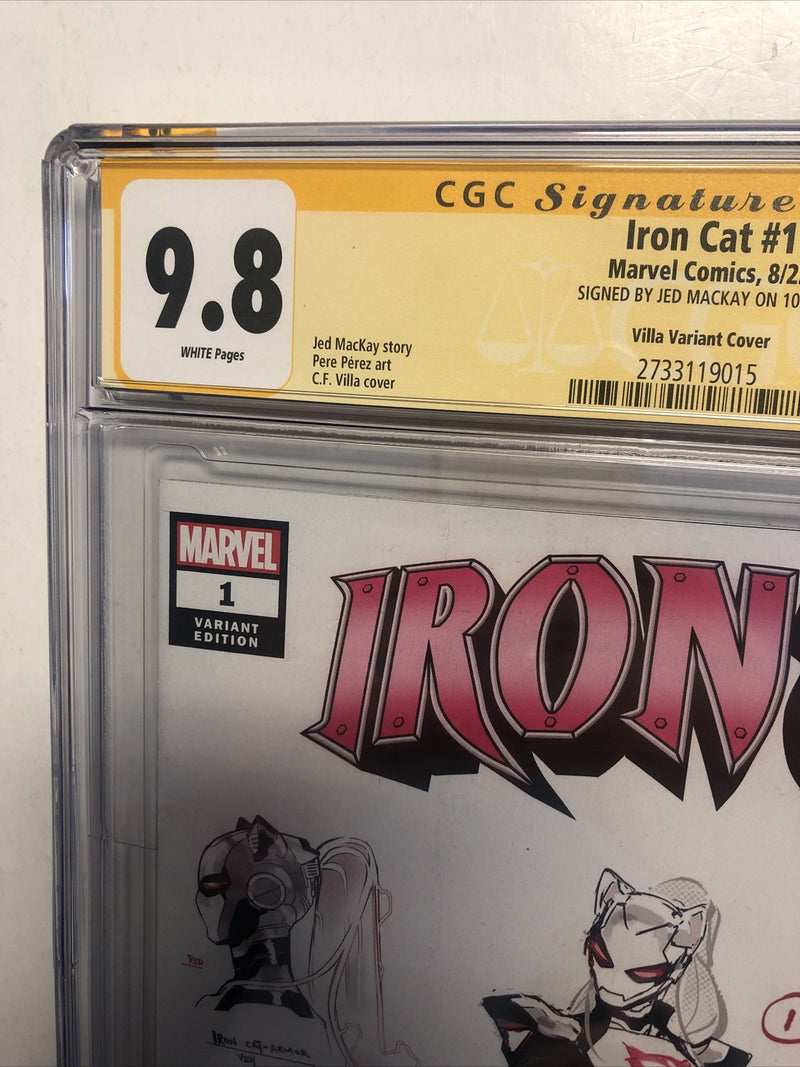 CGC Signature
9.8
WHITE Pages
Iron Cat #1
Marvel Comics, 8/2
SIGNED BY JED MACKAY ON 10
Villa Variant Cover
2733119015
Jed MacKay story
Pere Pérez art
C.F. Villa cover
CGC
MARVEL
1
VARIANT
EDITION
IRON
RED
IRON CAT-ARMOR
1